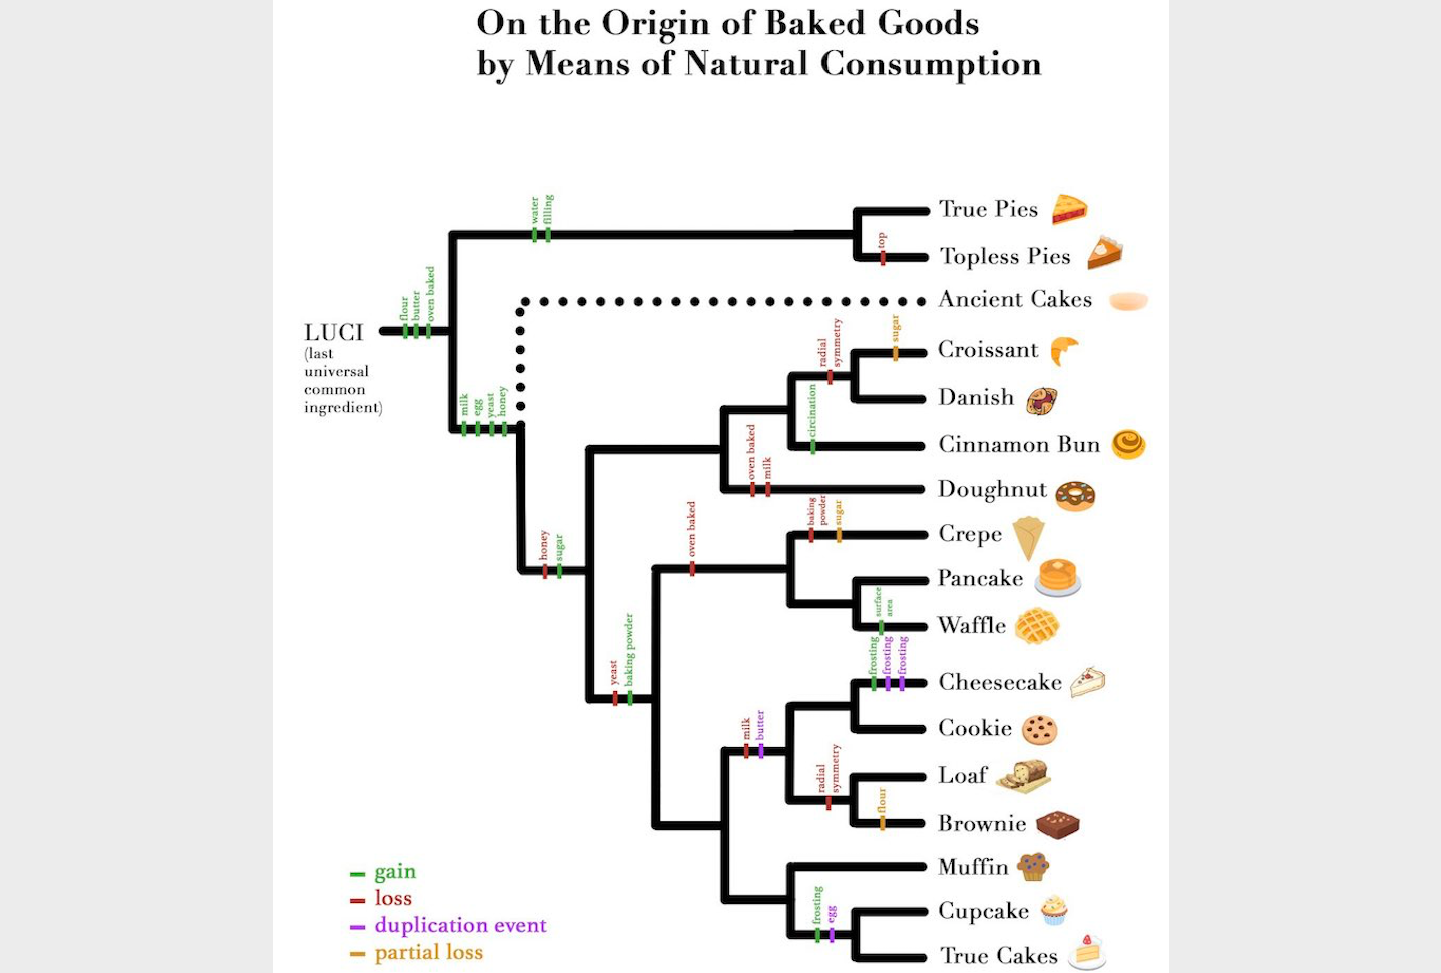 On the Origin of Baked Goods
by Means of Natural Consumption
water
filling
True Pies
top
Topless Pies
Ancient Cakes
flour
butter
oven baked
LUCI
(last
universal
common
ingredient)
milk
egg
yeast
honey
radial
symmetry
sugar
Croissant
Danish
circination
Cinnamon Bun
oven baked
milk
Doughnut
honey
sugar
oven baked
baking
powder
sugar
Crepe
Pancake
surface
area
Waffle
yeast
baking powder
frosting
frosting
frosting
Cheesecake
milk
butter
Cookie
radial
symmetry
Loaf
flour
Brownie
Muffin
frosting
egg
Cupcake
True Cakes
gain
loss
duplication event
partial loss